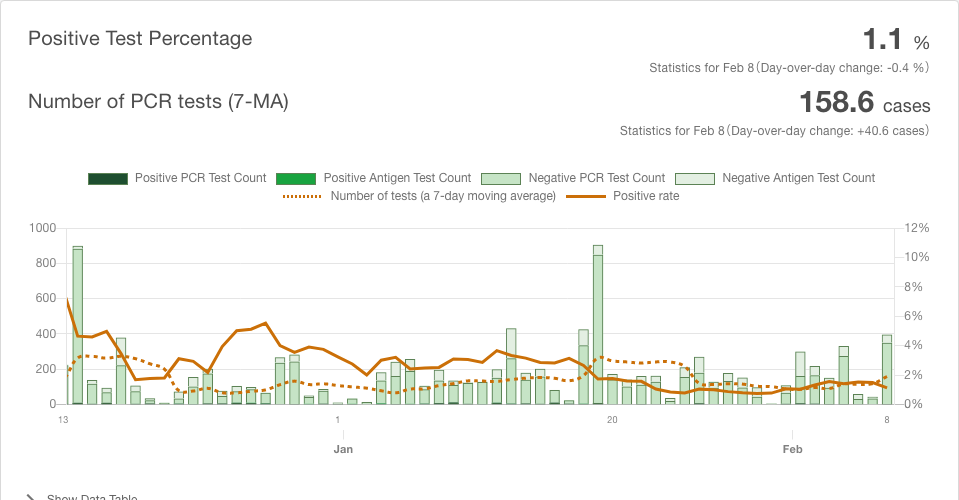 Positive Test Percentage
1.1 %
Statistics for Feb 8(Day-over-day change: -0.4 %)
Number of PCR tests (7-MA)
158.6 cases
Statistics for Feb 8(Day-over-day change: +40.6 cases)
Positive PCR Test Count Positive Antigen Test Count Negative PCR Test Count Negative Antigen Test Count
Number of tests (a 7-day moving average) Positive rate
1000 12%
10%
800
8%
600
6%
400
4%
200
2%
0 0%
13 1 20 8
Jan Feb
Show Data Table